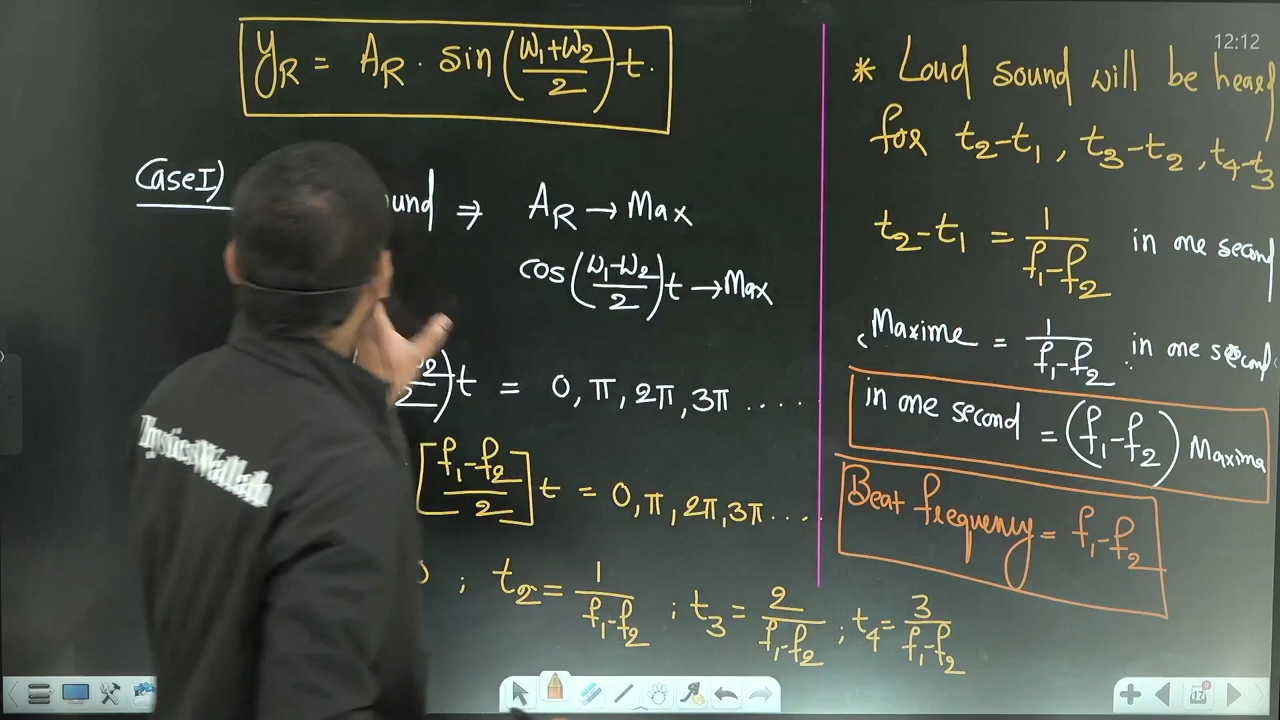 y_R = A_R . sin (ω₁+ω₂/2) t.
Case I)
ound ⇒ A_R → Max
cos (ω₁-ω₂/2) t → Max
t = 0, π, 2π, 3π .....
[f₁-f₂/2] t = 0, π, 2π, 3π ....
; t₂ = 1/f₁-f₂ ; t₃ = 2/f₁-f₂ ; t₄ = 3/f₁-f₂
12:12
* Loud sound will be heard
for t₂-t₁, t₃-t₂, t₄-t₃
t₂-t₁ = 1/f₁-f₂ in one second
Maxime = 1/f₁-f₂ in one second.
in one second = (f₁-f₂) Maxima
Beat frequency = f₁-f₂
PhysicsWallah
17